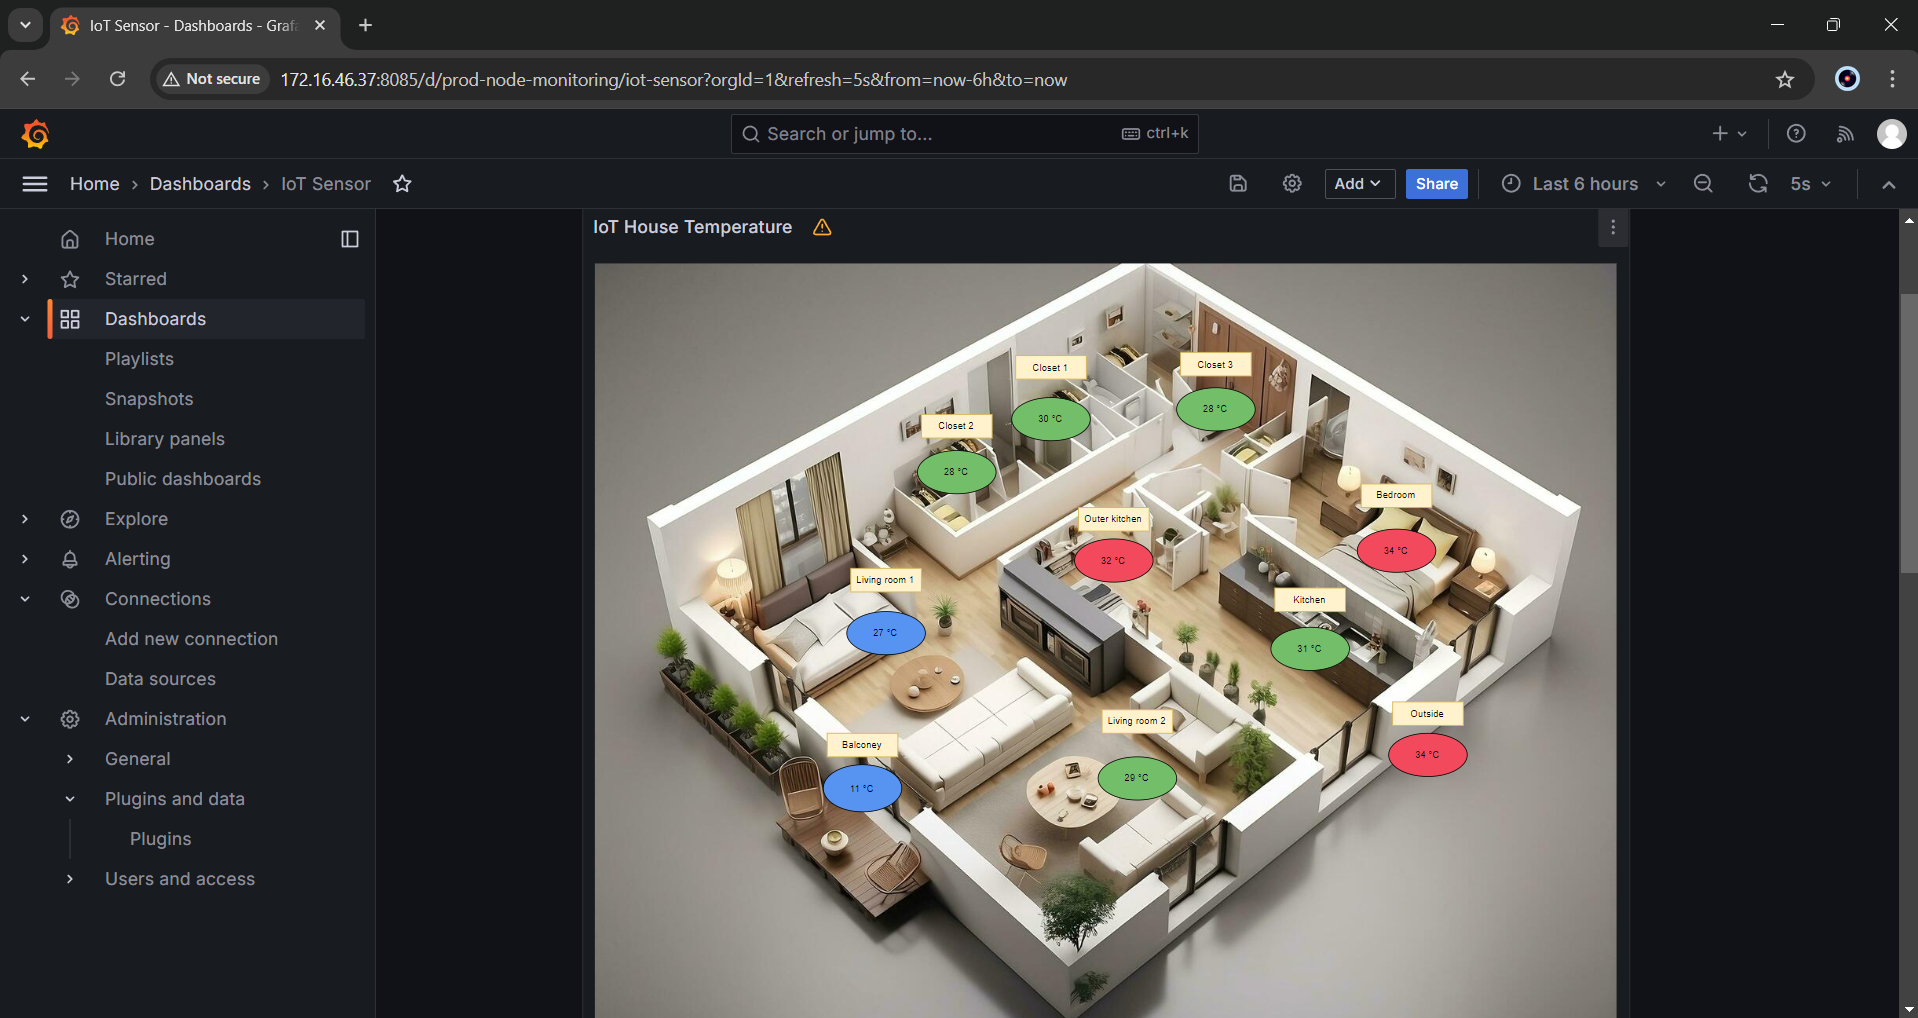 IoT Sensor - Dashboards - Grafa
Not secure
172.16.46.37:8085/d/prod-node-monitoring/iot-sensor?orgId=1&refresh=5s&from=now-6h&to=now
Search or jump to...
ctrl+k
Home
Dashboards
IoT Sensor
Add
Share
Last 6 hours
5s
Home
Starred
Dashboards
Playlists
Snapshots
Library panels
Public dashboards
Explore
Alerting
Connections
Add new connection
Data sources
Administration
General
Plugins and data
Plugins
Users and access
IoT House Temperature
Closet 1
30 °C
Closet 3
28 °C
Closet 2
28 °C
Bedroom
34 °C
Outer kitchen
32 °C
Living room 1
27 °C
Kitchen
31 °C
Outside
34 °C
Living room 2
29 °C
Balconey
11 °C